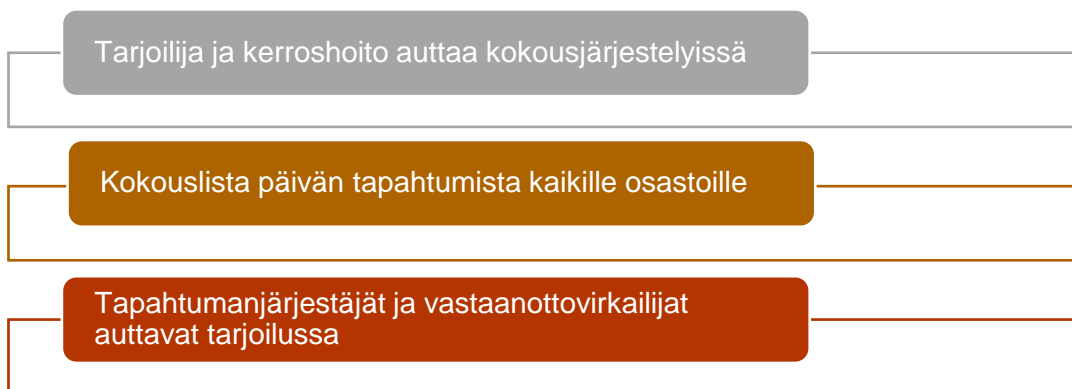 Tarjoilija ja kerroshoito auttaa kokousjärjestelyissä
Kokouslista päivän tapahtumista kaikille osastoille
Tapahtumanjärjestäjät ja vastaanottovirkailijat
auttavat tarjoilussa